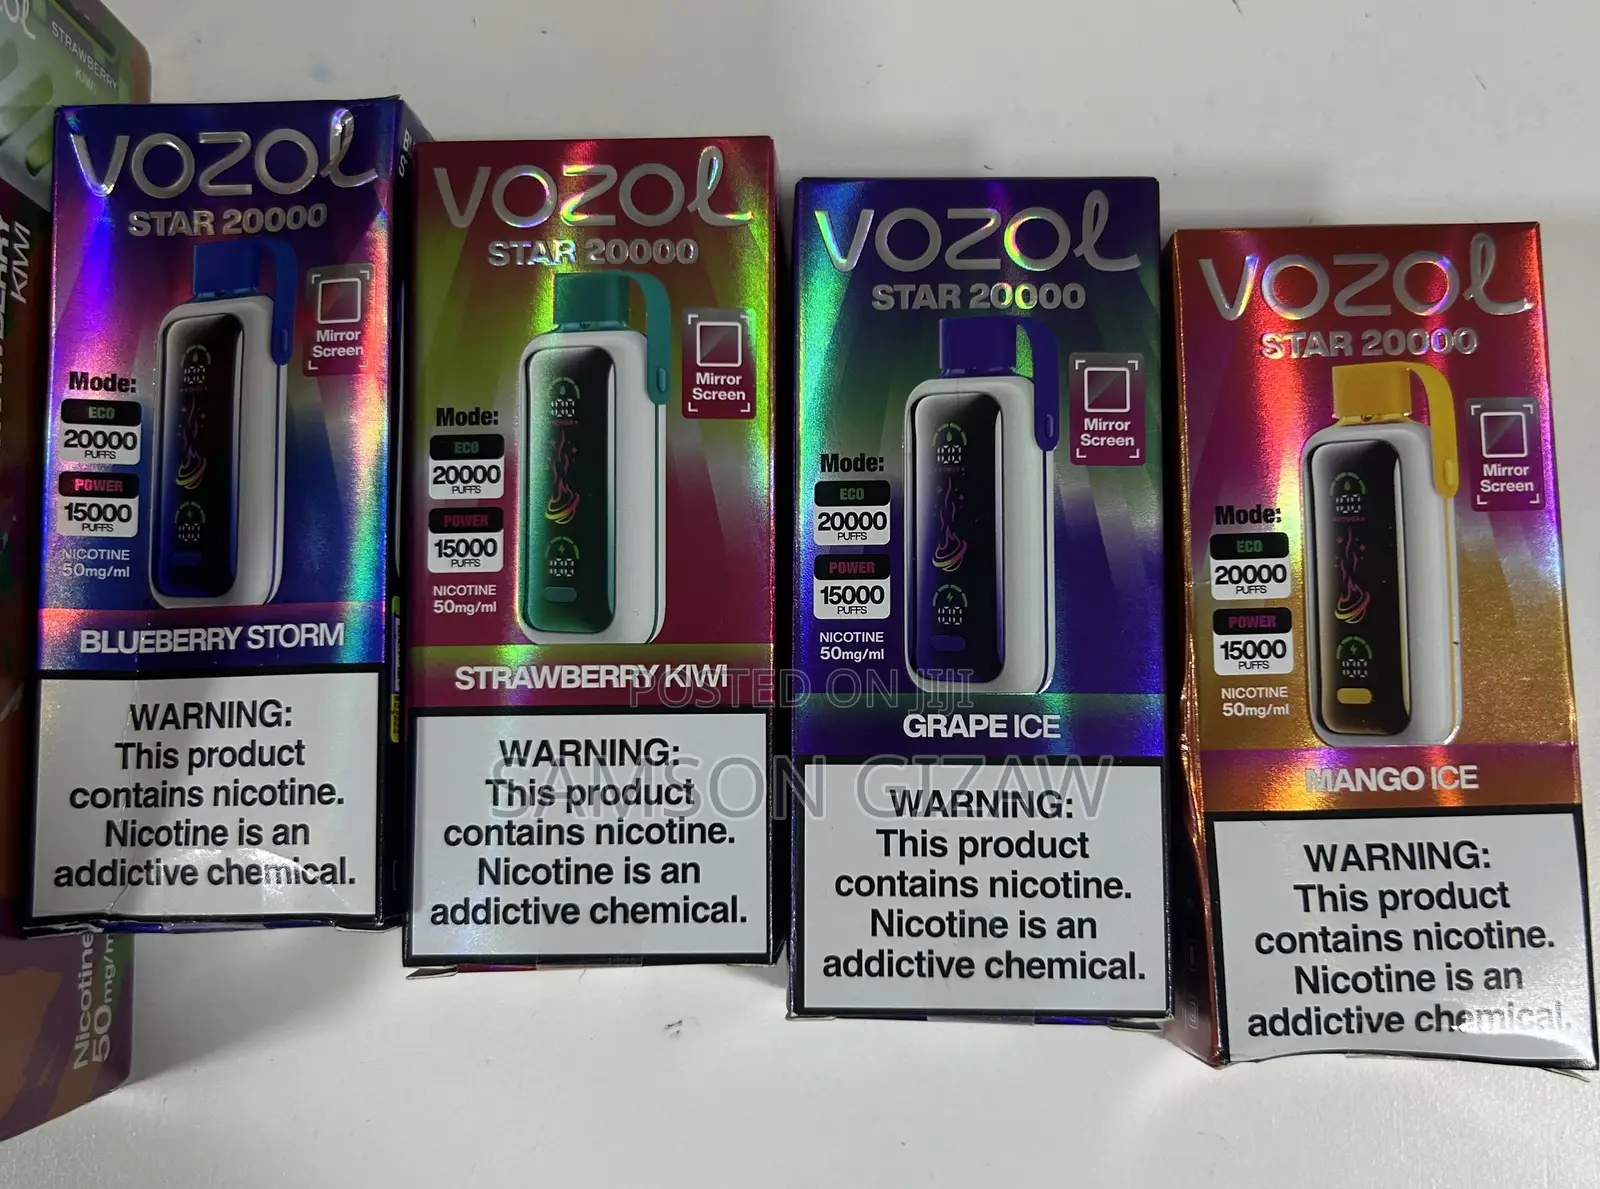 STRAWBERRY
KIWI
KIWI
Nicotine
50mg/m
VOZOL
STAR 20000
Mirror
Screen
Mode:
ECO
20000
PUFFS
POWER
15000
PUFFS
NICOTINE
50mg/ml
BLUEBERRY STORM
WARNING:
This product
contains nicotine.
Nicotine is an
addictive chemical.
VOZOL
STAR 20000
Mirror
Screen
Mode:
ECO
20000
PUFFS
POWER
15000
PUFFS
NICOTINE
50mg/ml
STRAWBERRY KIWI
WARNING:
This product
contains nicotine.
Nicotine is an
addictive chemical.
VOZOL
STAR 20000
Mirror
Screen
Mode:
ECO
20000
PUFFS
POWER
15000
PUFFS
NICOTINE
50mg/ml
GRAPE ICE
WARNING:
This product
contains nicotine.
Nicotine is an
addictive chemical.
VOZOL
STAR 20000
Mirror
Screen
Mode:
ECO
20000
PUFFS
POWER
15000
PUFFS
NICOTINE
50mg/ml
MANGO ICE
WARNING:
This product
contains nicotine.
Nicotine is an
addictive chemical.
POSTED ON JIJI
SAMSON GIZAW